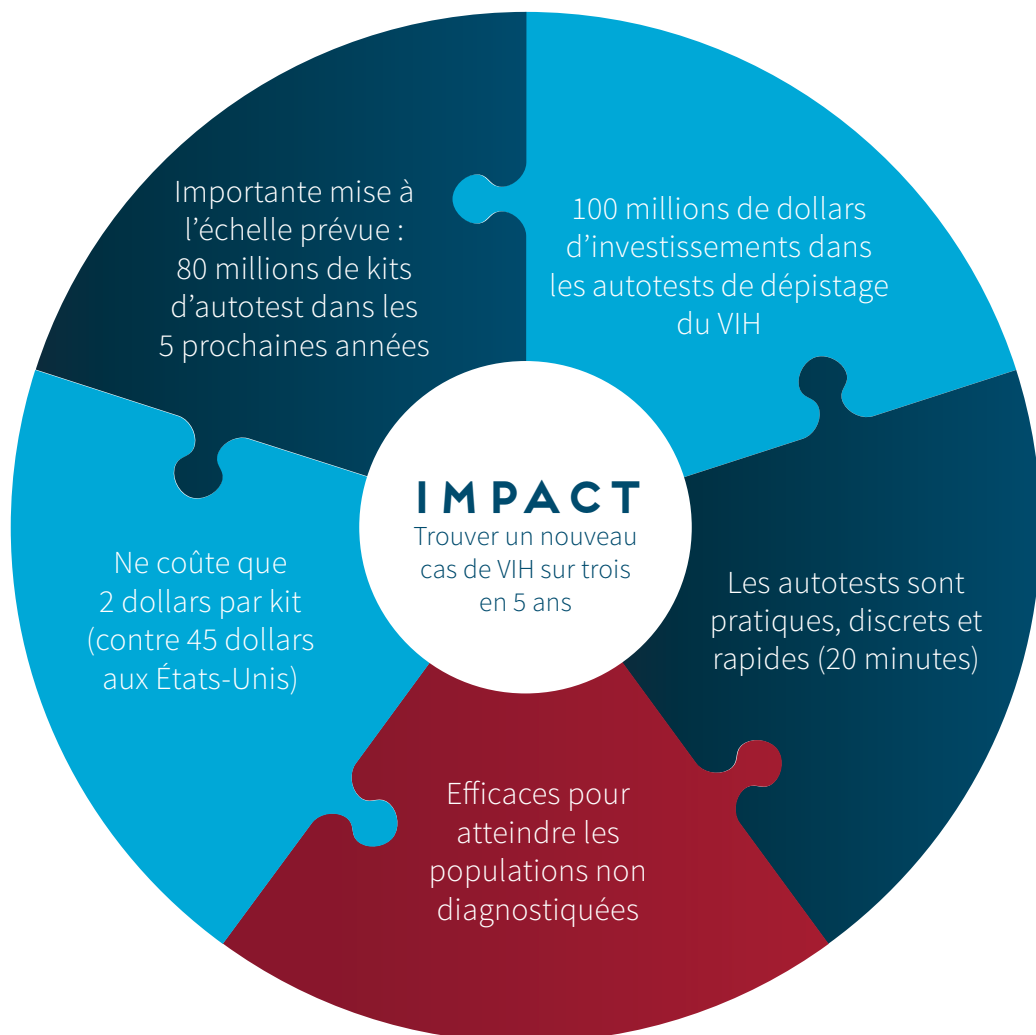 Importante mise à
l’échelle prévue :
80 millions de kits
d’autotest dans les
5 prochaines années
100 millions de dollars
d’investissements dans
les autotests de dépistage
du VIH
IMPACT
Trouver un nouveau
cas de VIH sur trois
en 5 ans
Ne coûte que
2 dollars par kit
(contre 45 dollars
aux États-Unis)
Les autotests sont
pratiques, discrets et
rapides (20 minutes)
Efficaces pour
atteindre les
populations non
diagnostiquées